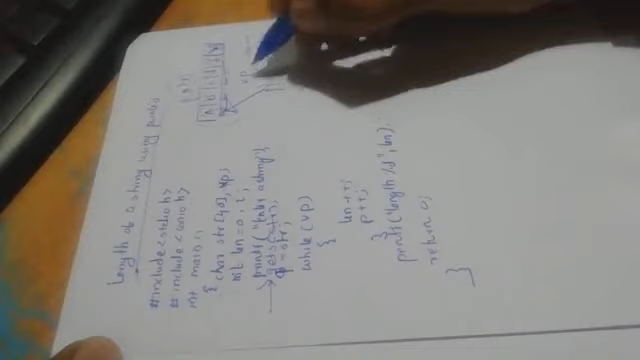 Length of a string using pointer
#include<stdio.h>
# include <conio.h>
int main()
{ char str[40], *p;
int len=0, i;
printf("Enter a string");
gets(str);
p=str;
while(*p)
{
len++;
p++;
}
printf("length %d", len);
return 0;
}